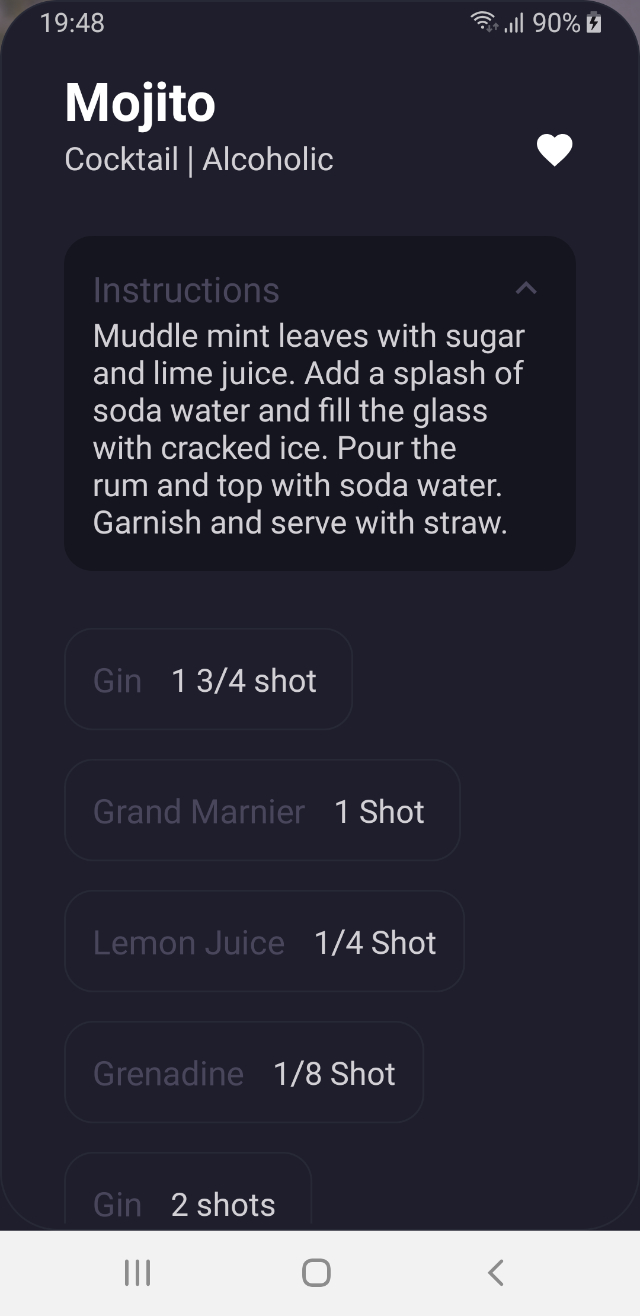 19:48 90%
Mojito
Cocktail | Alcoholic
Instructions
Muddle mint leaves with sugar
and lime juice. Add a splash of
soda water and fill the glass
with cracked ice. Pour the
rum and top with soda water.
Garnish and serve with straw.
Gin 1 3/4 shot
Grand Marnier 1 Shot
Lemon Juice 1/4 Shot
Grenadine 1/8 Shot
Gin 2 shots